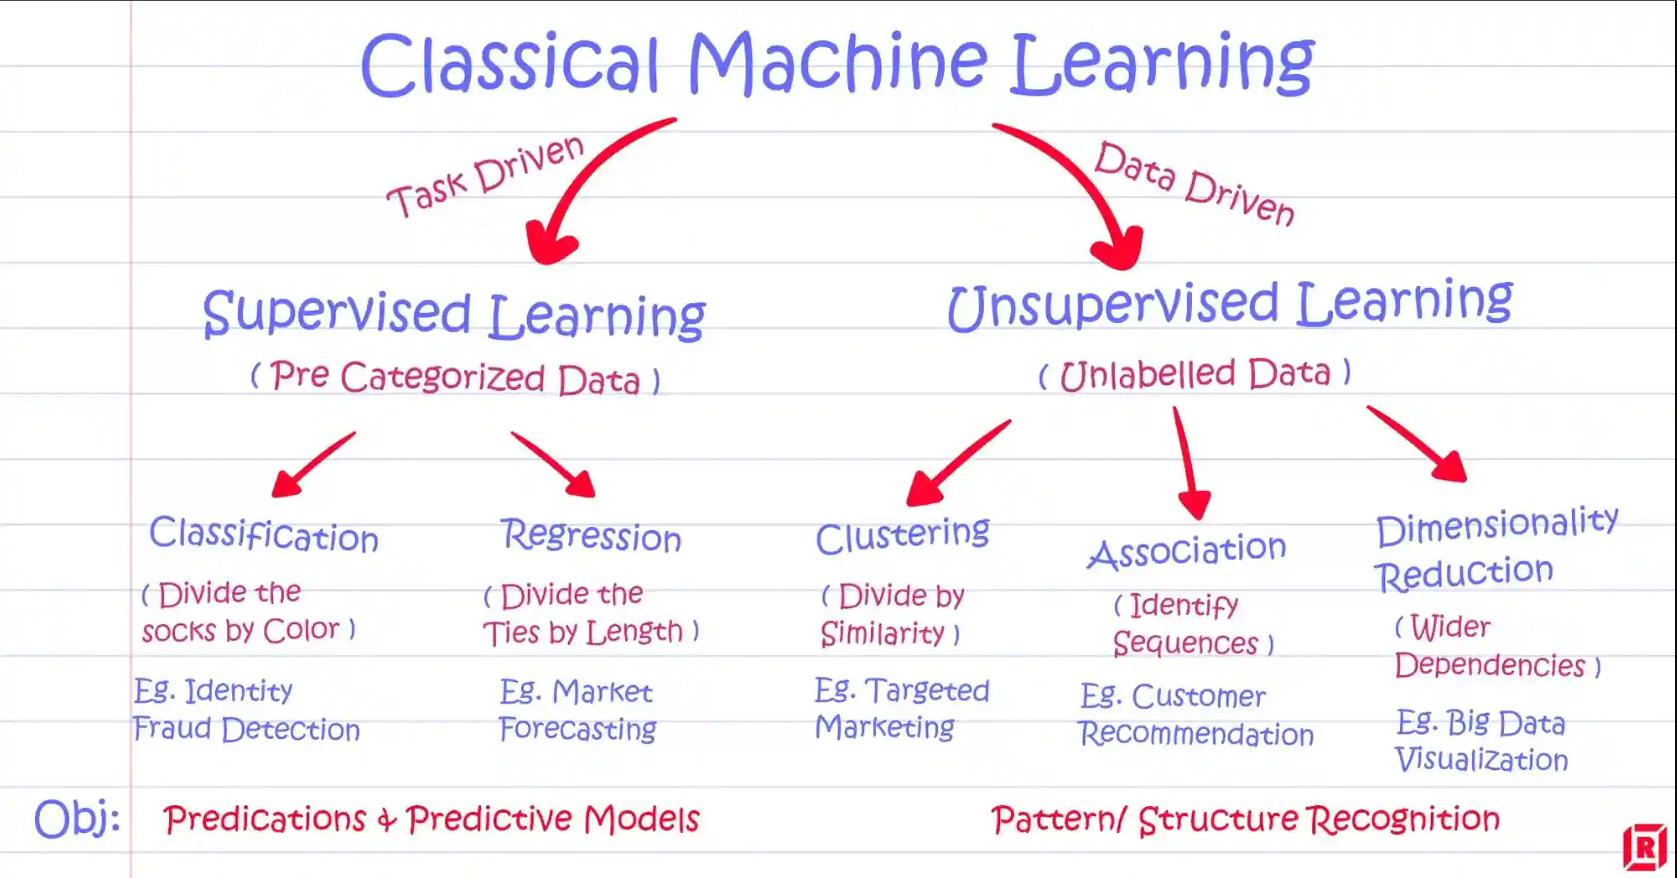 Classical Machine Learning
Task Driven
Data Driven
Supervised Learning
( Pre Categorized Data )
Unsupervised Learning
( Unlabelled Data )
Classification
( Divide the
socks by Color )
Eg. Identity
Fraud Detection
Regression
( Divide the
Ties by Length )
Eg. Market
Forecasting
Clustering
( Divide by
Similarity )
Eg. Targeted
Marketing
Association
( Identify
Sequences )
Eg. Customer
Recommendation
Dimensionality
Reduction
( Wider
Dependencies )
Eg. Big Data
Visualization
Obj: Predications & Predictive Models
Pattern/ Structure Recognition
R